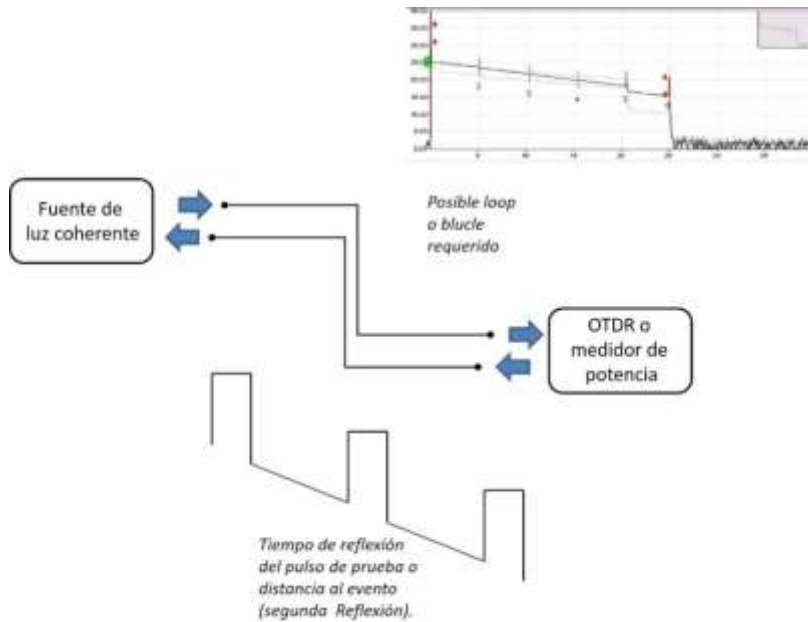 Fuente de
luz coherente
Posible loop
o blucle
requerido
OTDR o
medidor de
potencia
Tiempo de reflexión
del pulso de prueba o
distancia al evento
(segunda Reflexión).